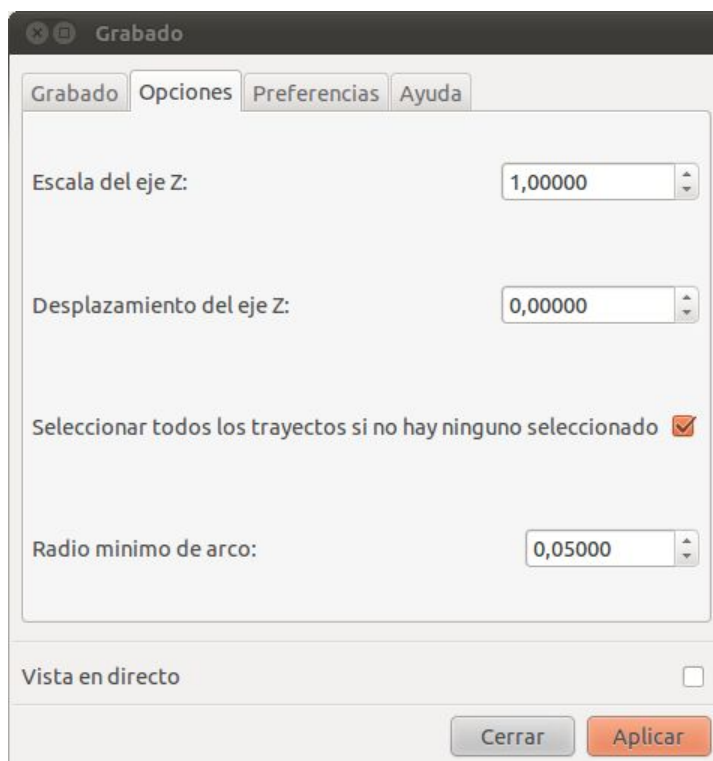 Grabado
Grabado Opciones Preferencias Ayuda
Escala del eje Z: 1,00000
Desplazamiento del eje Z: 0,00000
Seleccionar todos los trayectos si no hay ninguno seleccionado
Radio minimo de arco: 0,05000
Vista en directo
Cerrar Aplicar